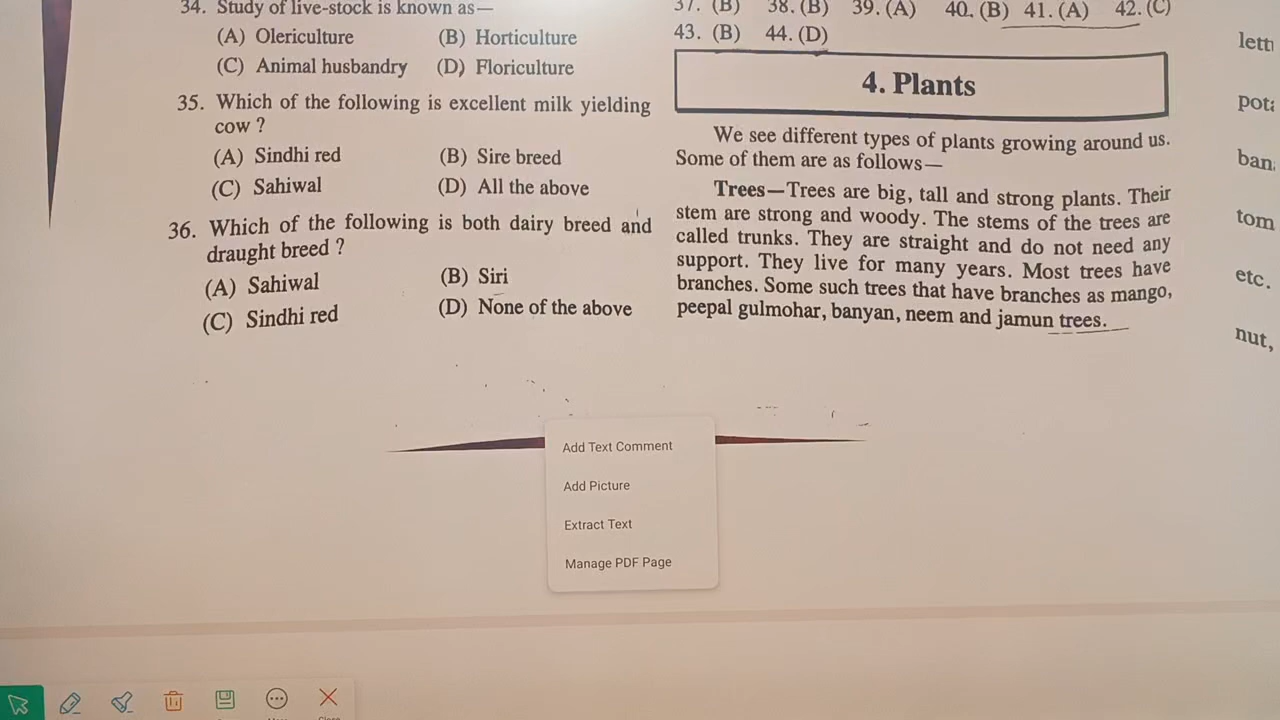 34. Study of live-stock is known as—
(A) Olericulture (B) Horticulture
(C) Animal husbandry (D) Floriculture
35. Which of the following is excellent milk yielding
cow ?
(A) Sindhi red (B) Sire breed
(C) Sahiwal (D) All the above
36. Which of the following is both dairy breed and
draught breed ?
(A) Sahiwal (B) Siri
(C) Sindhi red (D) None of the above
37. (B) 38. (B) 39. (A) 40. (B) 41. (A) 42. (C)
43. (B) 44. (D)
4. Plants
We see different types of plants growing around us.
Some of them are as follows—
Trees—Trees are big, tall and strong plants. Their
stem are strong and woody. The stems of the trees are
called trunks. They are straight and do not need any
support. They live for many years. Most trees have
branches. Some such trees that have branches as mango,
peepal gulmohar, banyan, neem and jamun trees.
etc.
nut,
Add Text Comment
Add Picture
Extract Text
Manage PDF Page